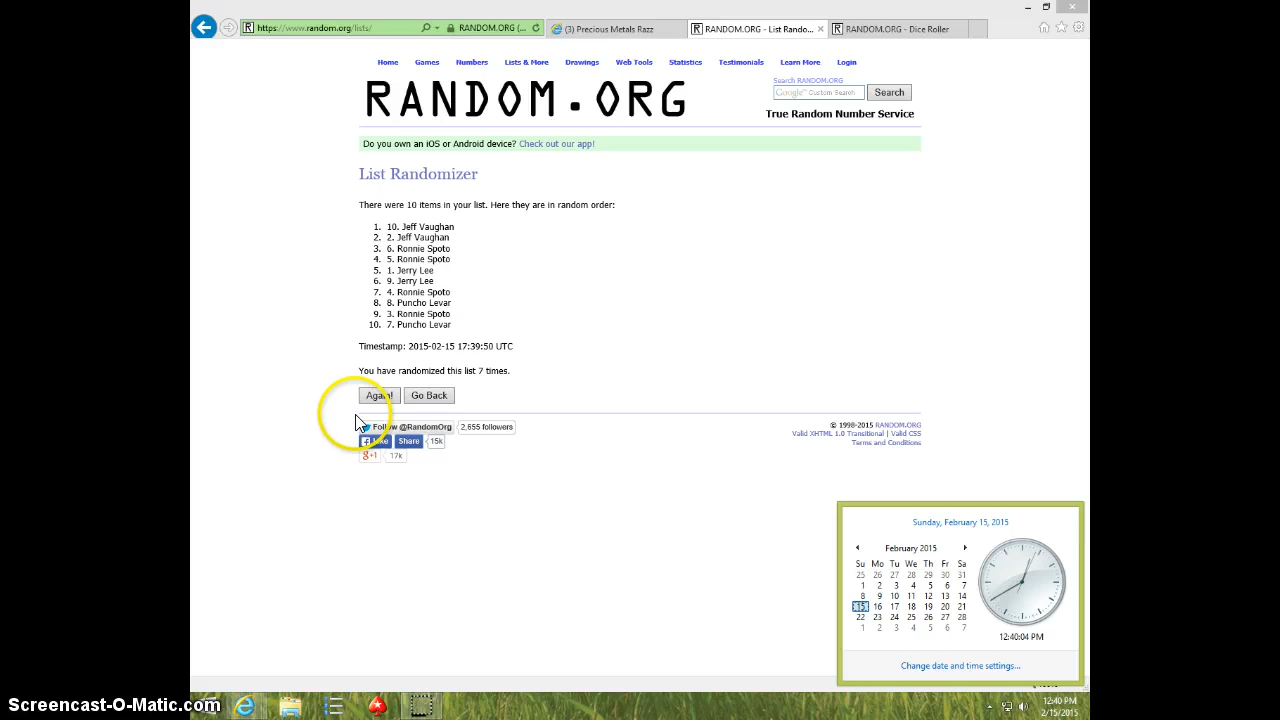 https://www.random.org/lists/
RANDOM.ORG (...
(3) Precious Metals Razz
RANDOM.ORG - List Rando...
RANDOM.ORG - Dice Roller
Home Games Numbers Lists & More Drawings Web Tools Statistics Testimonials Learn More Login
Search RANDOM.ORG
Google™ Custom Search
Search
RANDOM.ORG
True Random Number Service
Do you own an iOS or Android device? Check out our app!
List Randomizer
There were 10 items in your list. Here they are in random order:
1. 10. Jeff Vaughan
2. 2. Jeff Vaughan
3. 6. Ronnie Spoto
4. 5. Ronnie Spoto
5. 1. Jerry Lee
6. 9. Jerry Lee
7. 4. Ronnie Spoto
8. 8. Puncho Levar
9. 3. Ronnie Spoto
10. 7. Puncho Levar
Timestamp: 2015-02-15 17:39:50 UTC
You have randomized this list 7 times.
Again! Go Back
Follow @RandomOrg 2,655 followers
Like Share 15k
g+1 17k
© 1998-2015 RANDOM.ORG
Valid XHTML 1.0 Transitional | Valid CSS
Terms and Conditions
Sunday, February 15, 2015
February 2015
Su Mo Tu We Th Fr Sa
25 26 27 28 29 30 31
1 2 3 4 5 6 7
8 9 10 11 12 13 14
15 16 17 18 19 20 21
22 23 24 25 26 27 28
1 2 3 4 5 6 7
12:40:04 PM
Change date and time settings...
Screencast-O-Matic.com
12:40 PM
2/15/2015